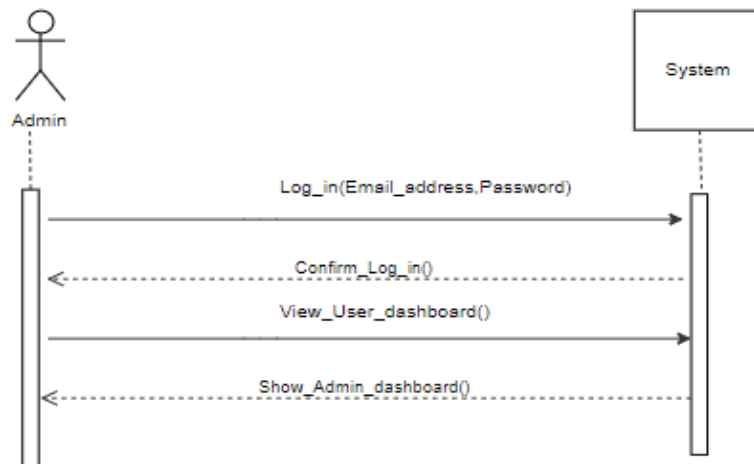 System
Admin
Log_in(Email_address,Password)
Confirm_Log_in()
View_User_dashboard()
Show_Admin_dashboard()